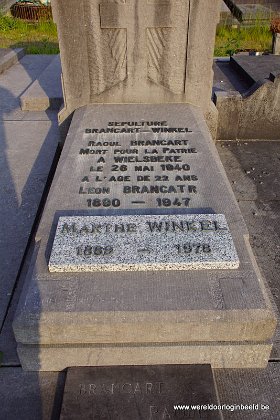 SEPULTURE
BRANCART-WINKEL
RAOUL BRANCART
MORT POUR LA PATRIE
A WIELSBEKE
LE 26 MAI 1940
A L'AGE DE 22 ANS
LEON BRANCATR
1890 - 1947
MARTHE WINKEL
1889 - 1978
BRANCART
www.wereldoorloginbeeld.be